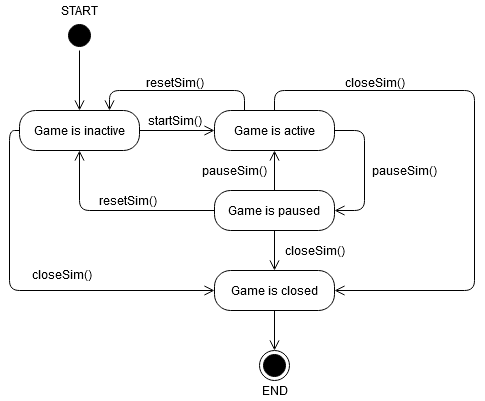 START
resetSim()
closeSim()
Game is inactive
startSim()
Game is active
pauseSim()
pauseSim()
resetSim()
Game is paused
closeSim()
closeSim()
Game is closed
END